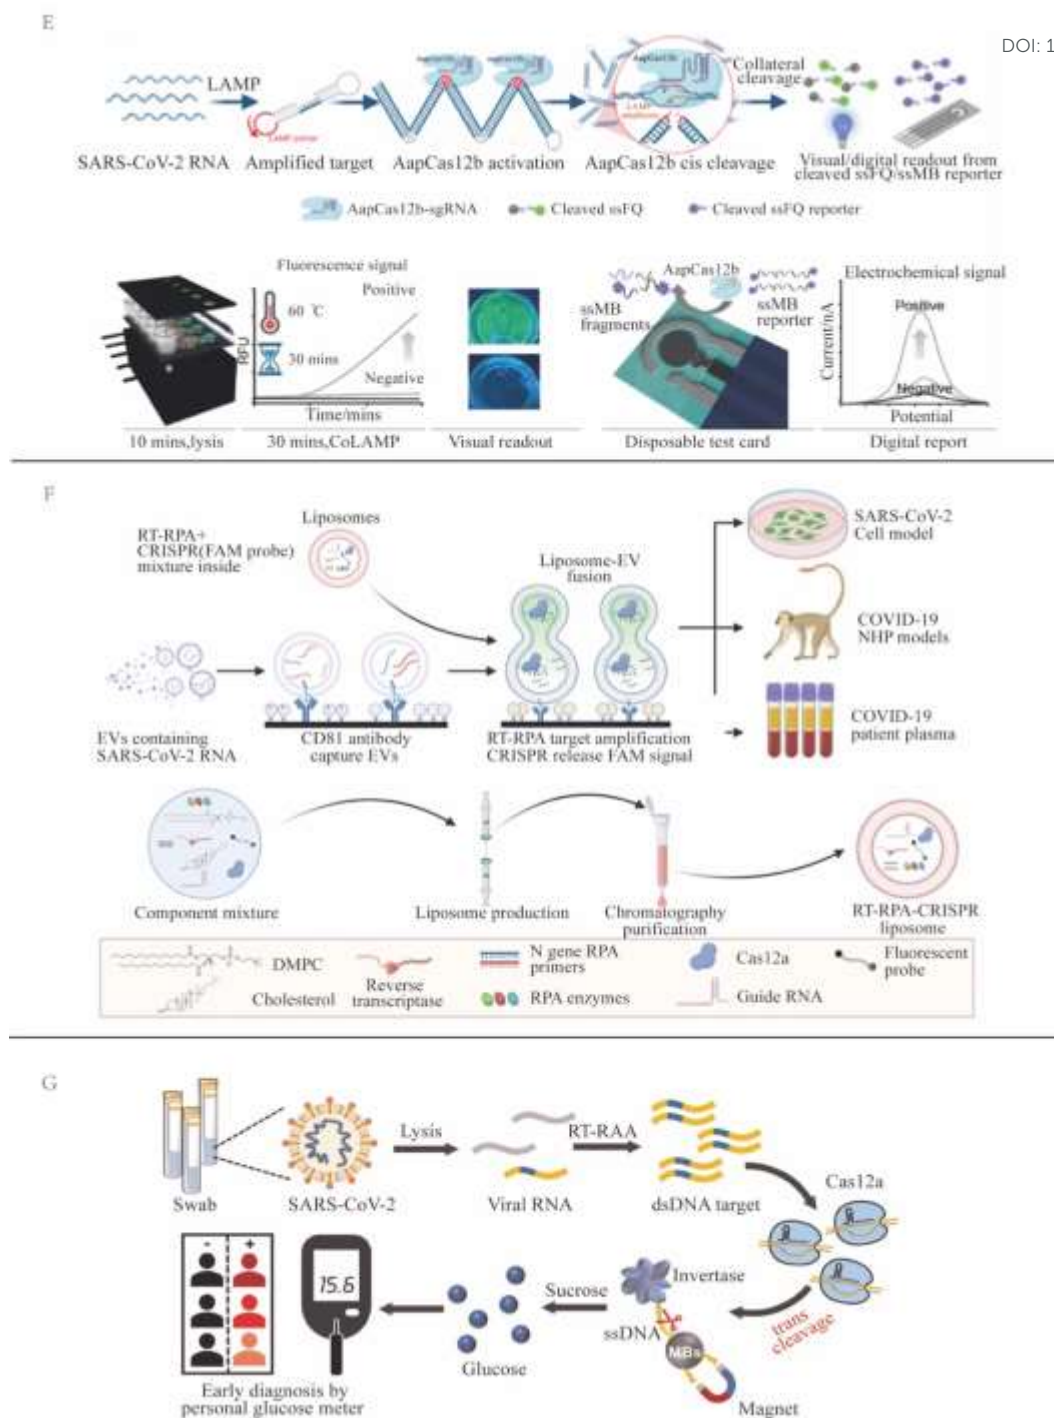 E
DOI: 1
LAMP
Collateral
cleavage
SARS-CoV-2 RNA
Amplified target
AapCas12b activation
AapCas12b cis cleavage
Visual/digital readout from
cleaved ssFQ/ssMB reporter
AapCas12b-sgRNA
Cleaved ssFQ
Cleaved ssFQ reporter
Fluorescence signal
Positive
60 ℃
30 mins
RFU
Negative
Time/mins
10 mins,lysis
30 mins,CoLAMP
Visual readout
AapCas12b
ssMB
fragments
ssMB
reporter
Disposable test card
Electrochemical signal
Positive
Current/nA
Negative
Potential
Digital report
F
Liposomes
RT-RPA+
CRISPR(FAM probe)
mixture inside
Liposome-EV
fusion
SARS-CoV-2
Cell model
COVID-19
NHP models
EVs containing
SARS-CoV-2 RNA
CD81 antibody
capture EVs
RT-RPA target amplification
CRISPR release FAM signal
COVID-19
patient plasma
Component mixture
Liposome production
Chromatography
purification
RT-RPA-CRISPR
liposome
DMPC
Cholesterol
Reverse
transcriptase
N gene RPA
primers
RPA enzymes
Cas12a
Guide RNA
Fluorescent
probe
G
Swab
SARS-CoV-2
Lysis
Viral RNA
RT-RAA
dsDNA target
Cas12a
trans
cleavage
Invertase
ssDNA
MBs
Magnet
Sucrose
Glucose
15.6
- +
Early diagnosis by
personal glucose meter